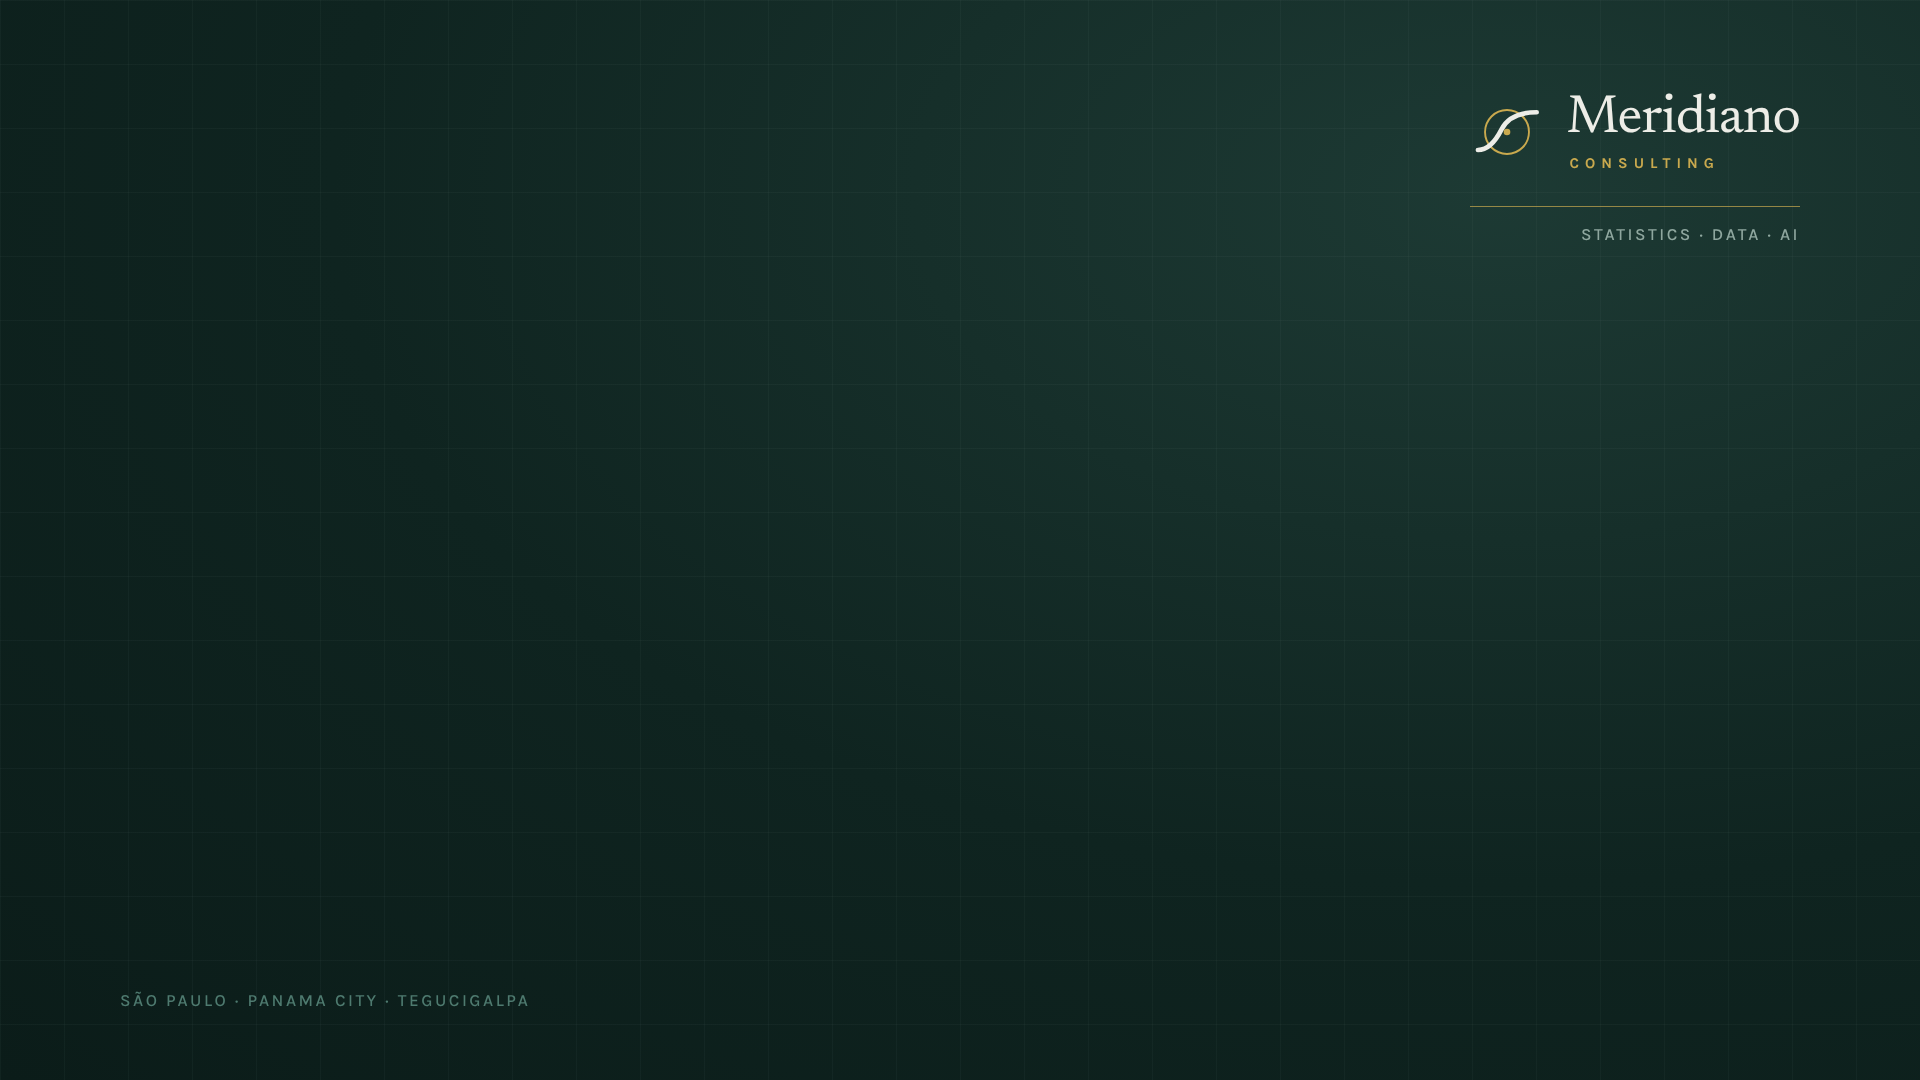 Meridiano
CONSULTING
STATISTICS · DATA · AI
SÃO PAULO · PANAMA CITY · TEGUCIGALPA